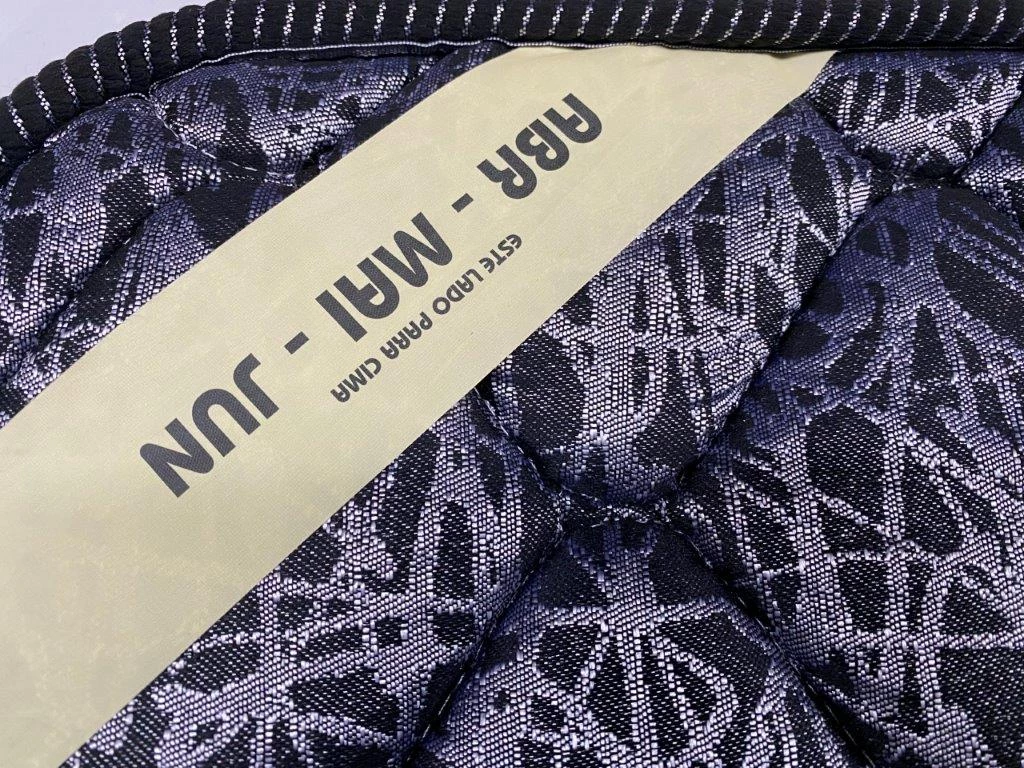 ABR - MAI - JUN
ESTE LADO PARA CIMA